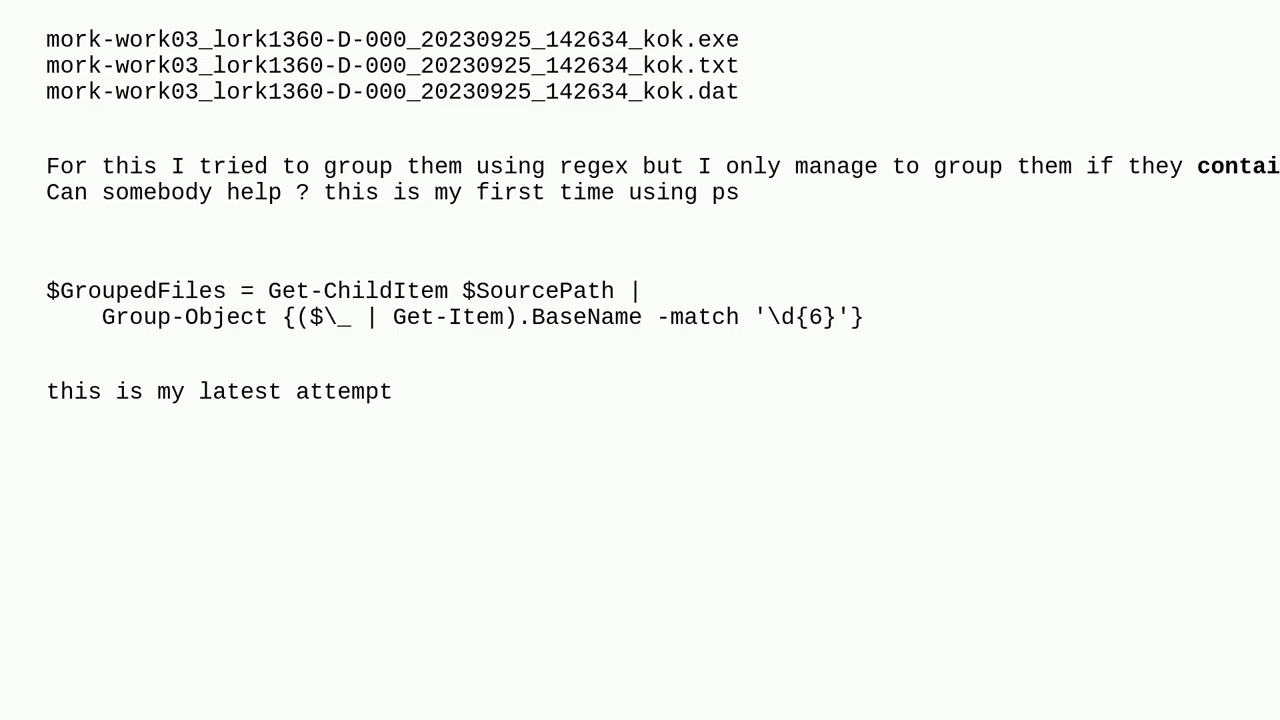 mork-work03_lork1360-D-000_20230925_142634_kok.exe
mork-work03_lork1360-D-000_20230925_142634_kok.txt
mork-work03_lork1360-D-000_20230925_142634_kok.dat
For this I tried to group them using regex but I only manage to group them if they contai
Can somebody help ? this is my first time using ps
$GroupedFiles = Get-ChildItem $SourcePath |
    Group-Object {($\_ | Get-Item).BaseName -match '\d{6}'}
this is my latest attempt